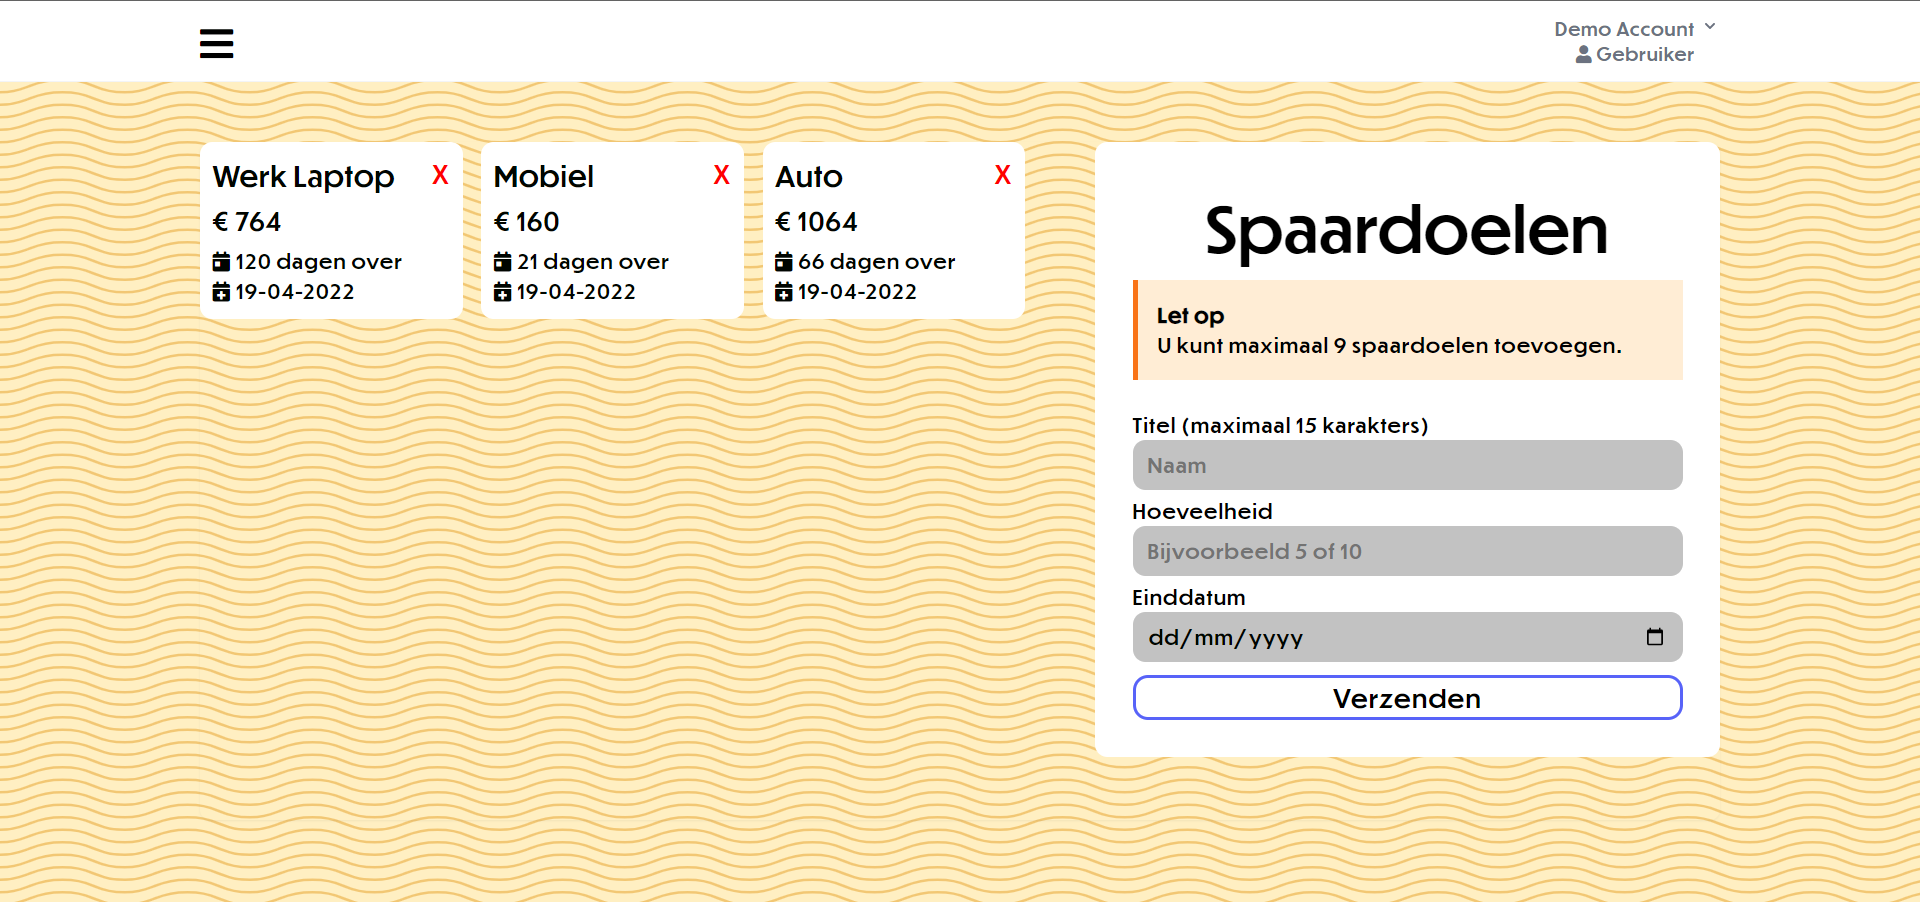 Demo Account
Gebruiker
Werk Laptop X
€ 764
120 dagen over
19-04-2022
Mobiel X
€ 160
21 dagen over
19-04-2022
Auto X
€ 1064
66 dagen over
19-04-2022
Spaardoelen
Let op
U kunt maximaal 9 spaardoelen toevoegen.
Titel (maximaal 15 karakters)
Naam
Hoeveelheid
Bijvoorbeeld 5 of 10
Einddatum
dd/mm/yyyy
Verzenden